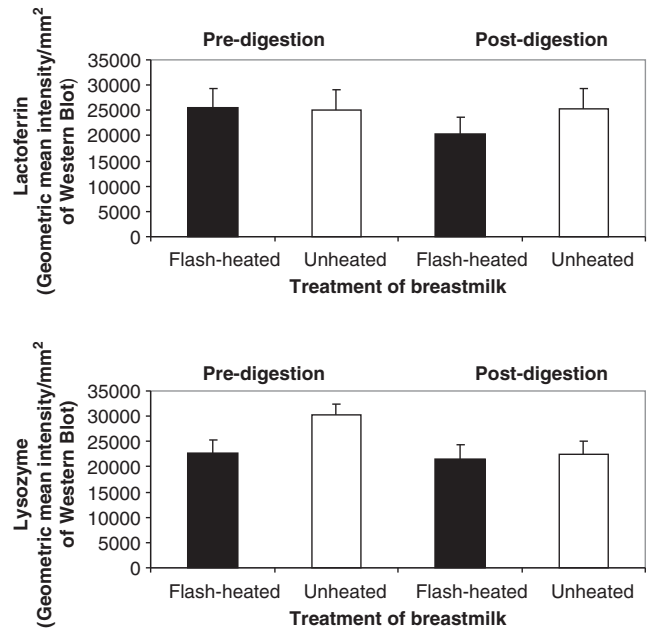 Pre-digestion Post-digestion
Lactoferrin
(Geometric mean intensity/mm²
of Western Blot)
35000
30000
25000
20000
15000
10000
5000
0
Flash-heated Unheated Flash-heated Unheated
Treatment of breastmilk
Pre-digestion Post-digestion
Lysozyme
(Geometric mean intensity/mm²
of Western Blot)
35000
30000
25000
20000
15000
10000
5000
0
Flash-heated Unheated Flash-heated Unheated
Treatment of breastmilk